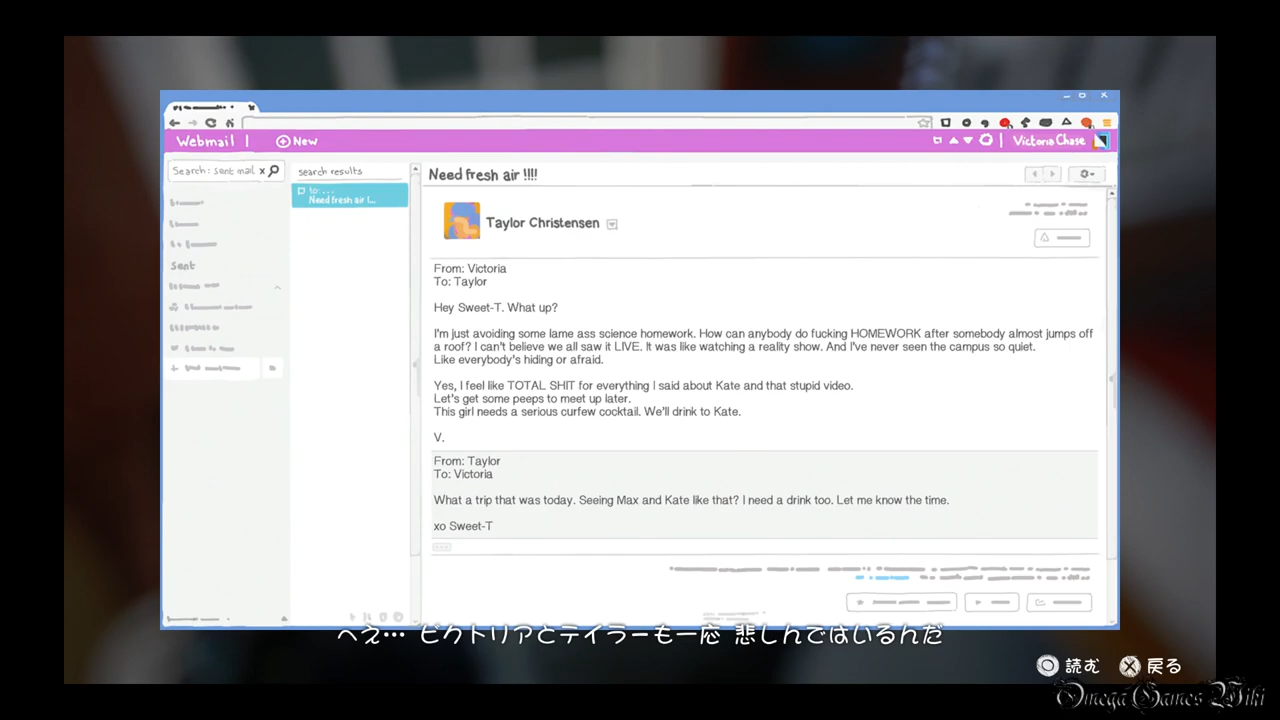 Webmail |
New
Victoria Chase
Search: sent mail x
search results
Need fresh air !!!!
to: ...
Need fresh air !...
Taylor Christensen
Sent
From: Victoria
To: Taylor
Hey Sweet-T. What up?
I'm just avoiding some lame ass science homework. How can anybody do fucking HOMEWORK after somebody almost jumps off
a roof? I can't believe we all saw it LIVE. It was like watching a reality show. And I've never seen the campus so quiet.
Like everybody's hiding or afraid.
Yes, I feel like TOTAL SHIT for everything I said about Kate and that stupid video.
Let's get some peeps to meet up later.
This girl needs a serious curfew cocktail. We'll drink to Kate.
V.
From: Taylor
To: Victoria
What a trip that was today. Seeing Max and Kate like that? I need a drink too. Let me know the time.
xo Sweet-T
へえ… ビクトリアとテイラーも一応 悲しんではいるんだ
読む
戻る
Omega Games Wiki